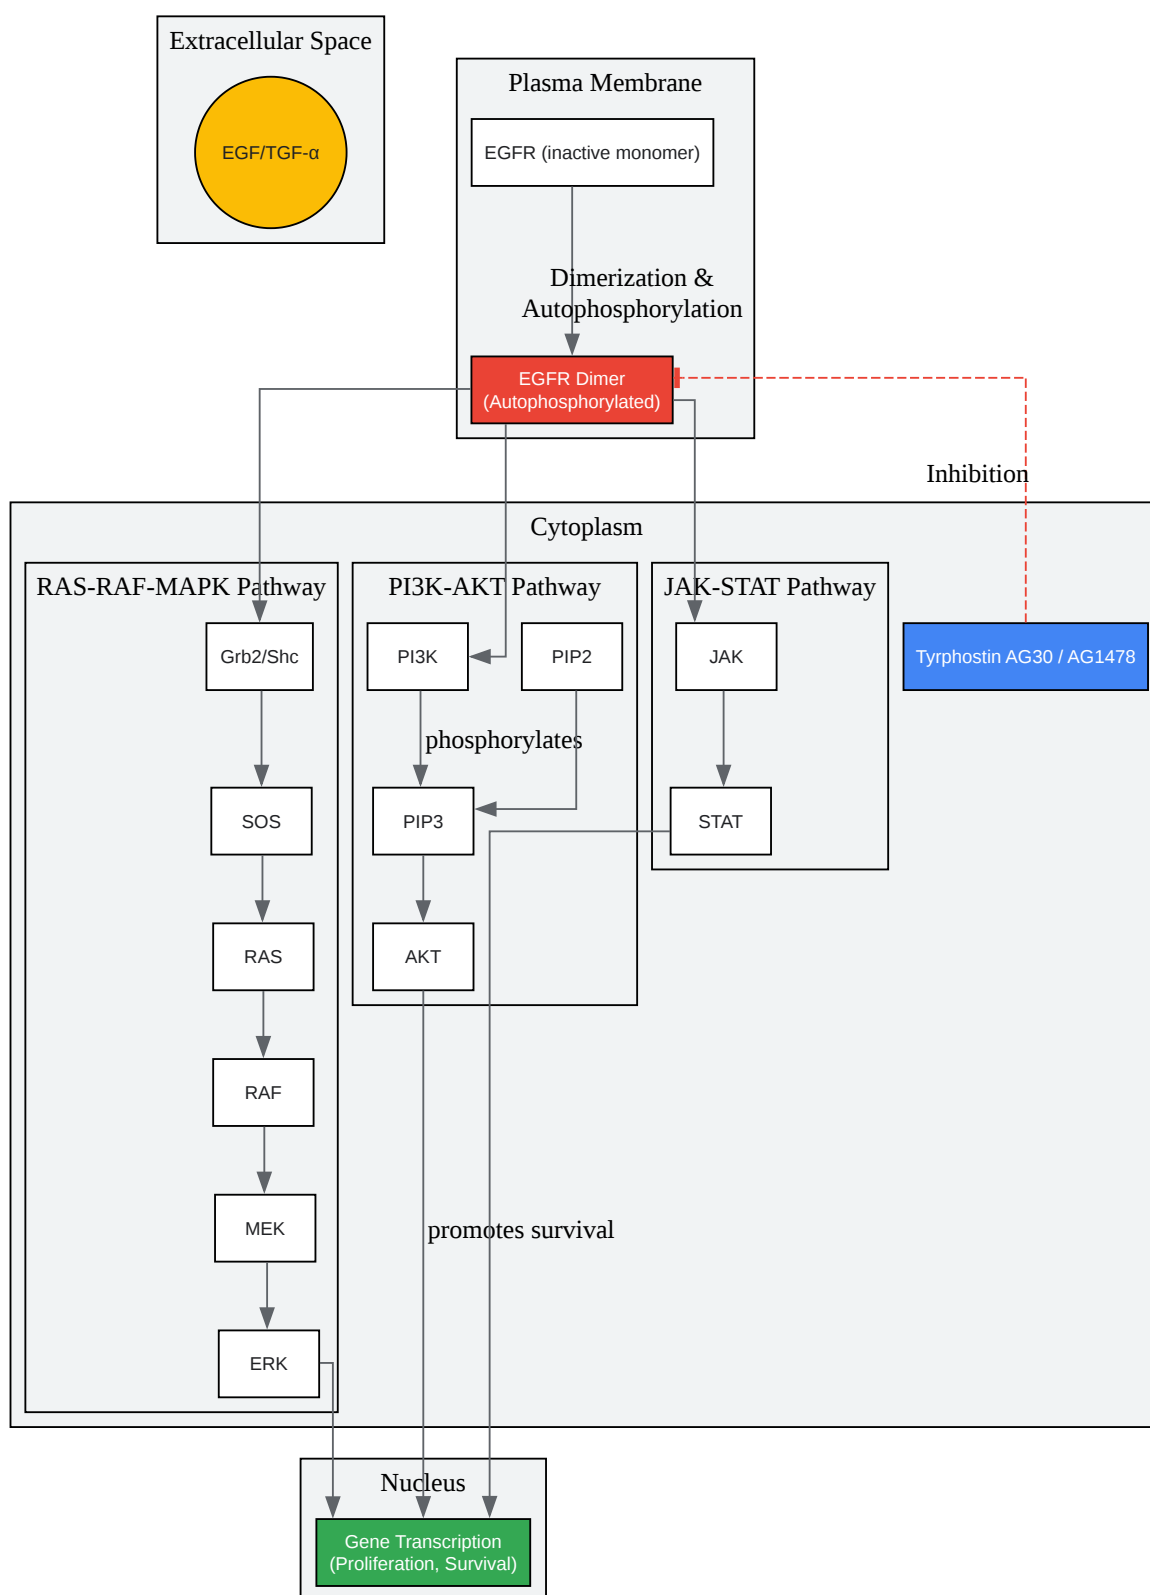 Extracellular Space
EGF/TGF-α
Plasma Membrane
EGFR (inactive monomer)
Dimerization &
Autophosphorylation
EGFR Dimer
(Autophosphorylated)
Inhibition
Cytoplasm
RAS-RAF-MAPK Pathway
PI3K-AKT Pathway
JAK-STAT Pathway
Grb2/Shc
PI3K
PIP2
JAK
Tyrphostin AG30 / AG1478
phosphorylates
SOS
PIP3
STAT
RAS
AKT
RAF
MEK
promotes survival
ERK
Nucleus
Gene Transcription
(Proliferation, Survival)